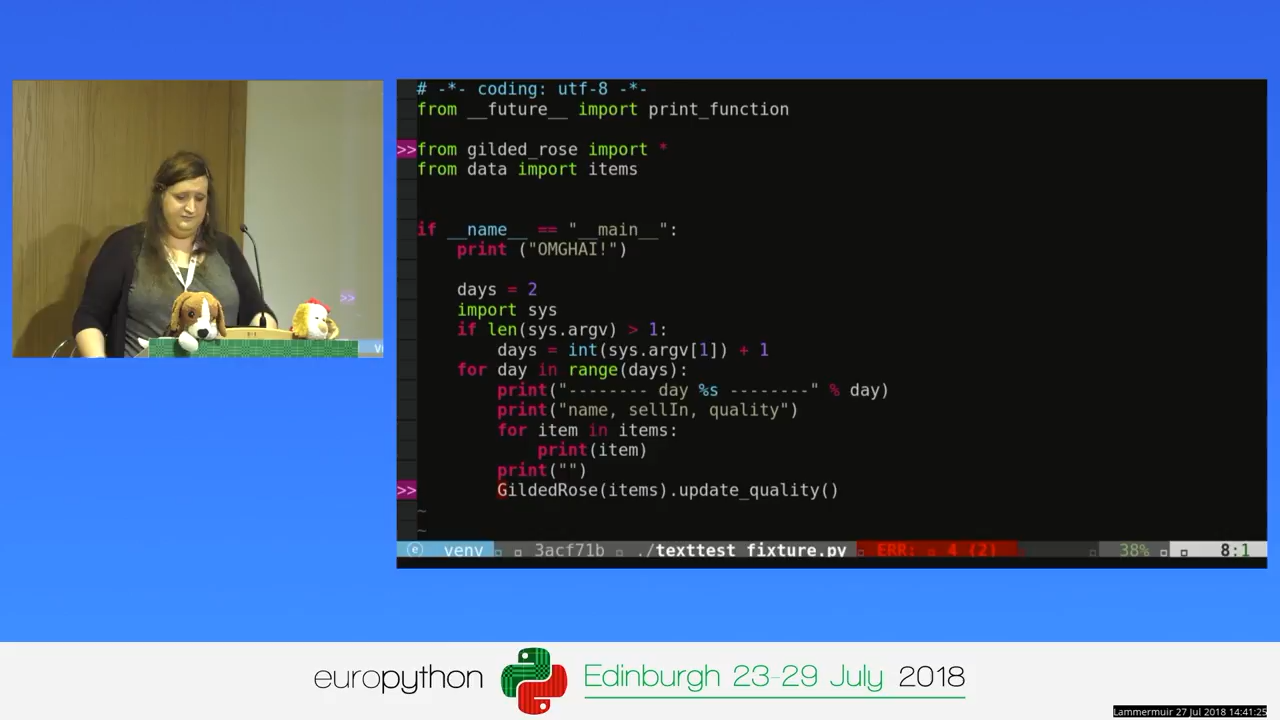 # -*- coding: utf-8 -*-
from __future__ import print_function
>>from gilded_rose import *
from data import items
if __name__ == "__main__":
print ("OMGHAI!")
days = 2
import sys
if len(sys.argv) > 1:
days = int(sys.argv[1]) + 1
for day in range(days):
print("-------- day %s --------" % day)
print("name, sellIn, quality")
for item in items:
print(item)
print("")
>> GildedRose(items).update_quality()
~
~
venv 3acf71b ./texttest_fixture.py ERR: 4 (2) 38% 8:1
>>
europython Edinburgh 23-29 July 2018
Lammermuir 27 Jul 2018 14:41:25